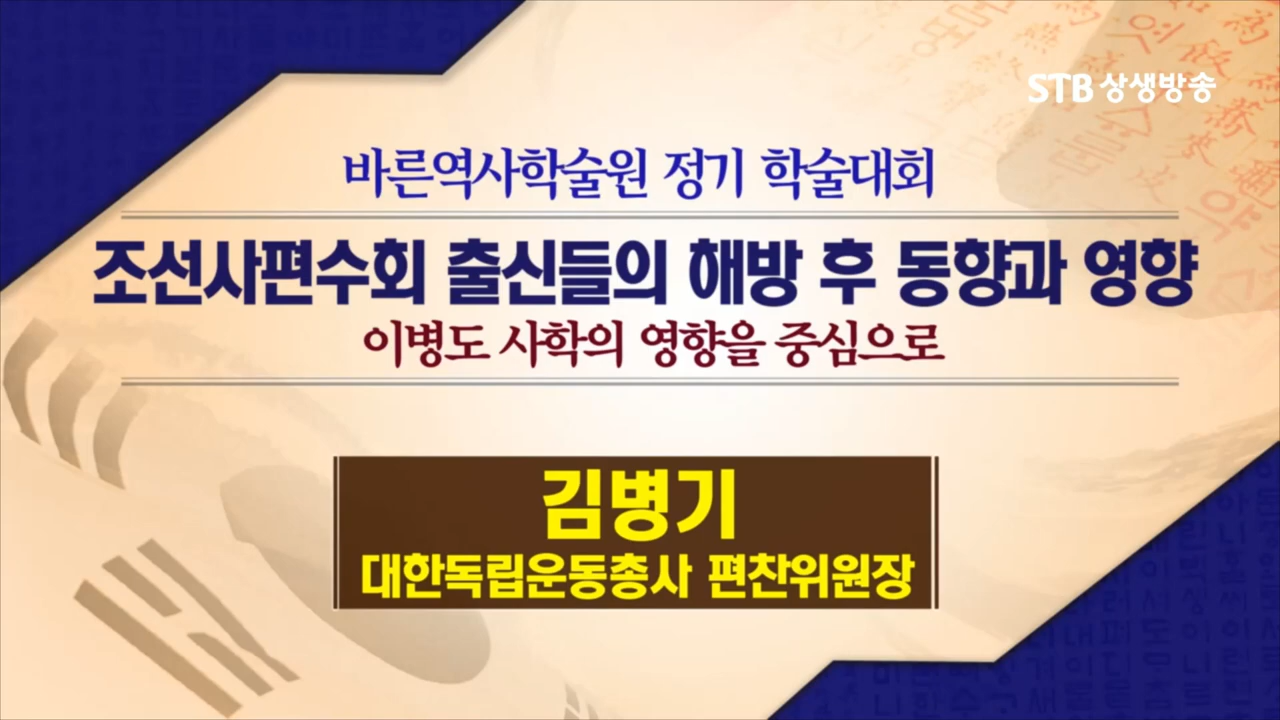 STB 상생방송
바른역사학술원 정기 학술대회
조선사편수회 출신들의 해방 후 동향과 영향
이병도 사학의 영향을 중심으로
김병기
대한독립운동총사 편찬위원장